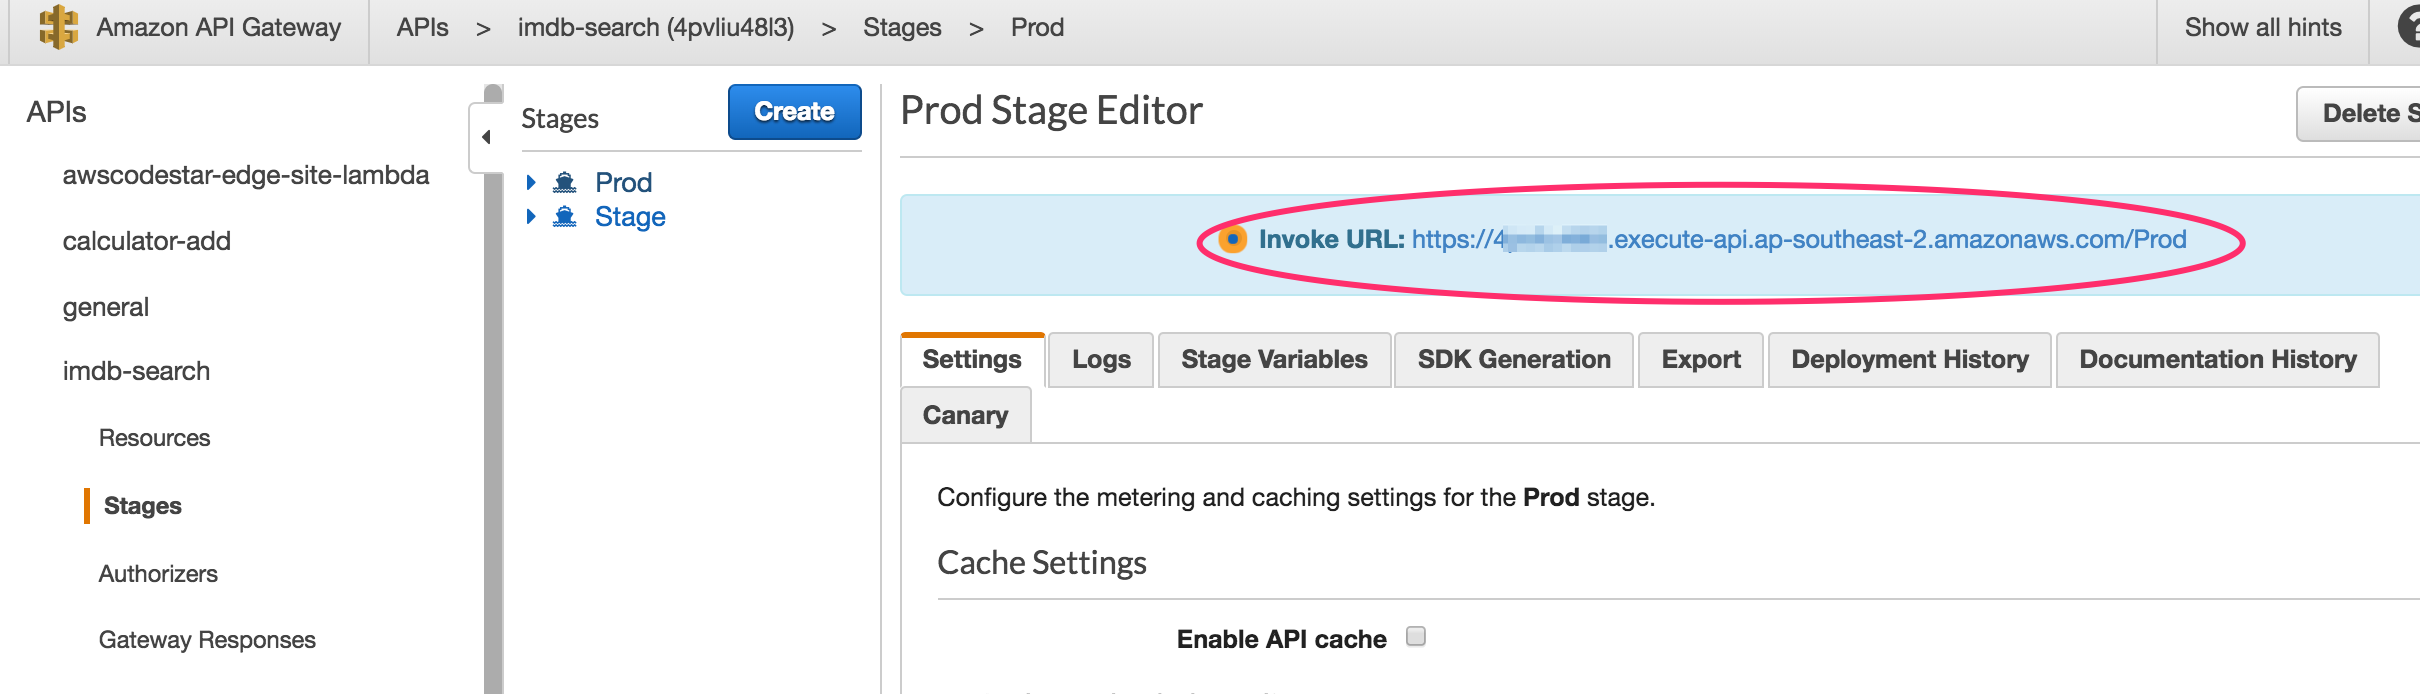 Amazon API Gateway
APIs > imdb-search (4pvliu48l3) > Stages > Prod
Show all hints
APIs
awscodestar-edge-site-lambda
calculator-add
general
imdb-search
Resources
Stages
Authorizers
Gateway Responses
Stages
Create
Prod
Stage
Prod Stage Editor
Delete S
Invoke URL: https://4 .execute-api.ap-southeast-2.amazonaws.com/Prod
Settings
Logs
Stage Variables
SDK Generation
Export
Deployment History
Documentation History
Canary
Configure the metering and caching settings for the Prod stage.
Cache Settings
Enable API cache